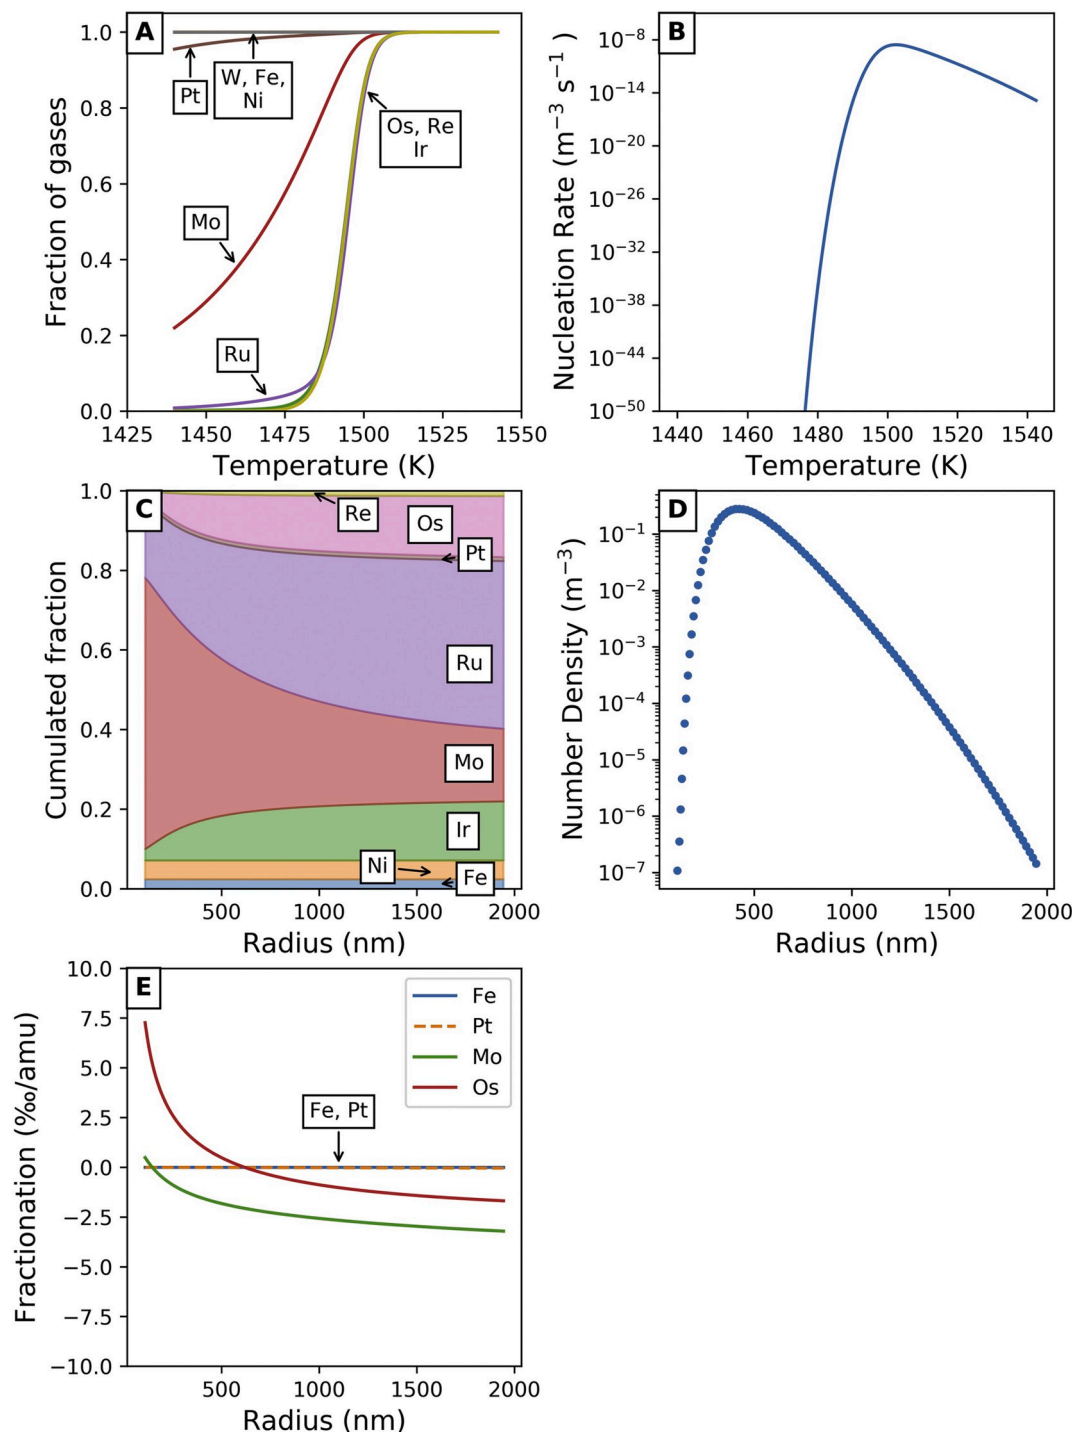 A
1.0
0.8
0.6
0.4
0.2
0.0
Fraction of gases
Pt
W, Fe,
Ni
Os, Re
Ir
Mo
Ru
1425 1450 1475 1500 1525 1550
Temperature (K)
B
10⁻⁸
10⁻¹⁴
10⁻²⁰
10⁻²⁶
10⁻³²
10⁻³⁸
10⁻⁴⁴
10⁻⁵⁰
Nucleation Rate (m⁻³ s⁻¹)
1440 1460 1480 1500 1520 1540
Temperature (K)
C
1.0
0.8
0.6
0.4
0.2
0.0
Cumulated fraction
Re
Os
Pt
Ru
Mo
Ir
Ni
Fe
500 1000 1500 2000
Radius (nm)
D
10⁻¹
10⁻²
10⁻³
10⁻⁴
10⁻⁵
10⁻⁶
10⁻⁷
Number Density (m⁻³)
500 1000 1500 2000
Radius (nm)
E
10.0
7.5
5.0
2.5
0.0
−2.5
−5.0
−7.5
−10.0
Fractionation (‰/amu)
Fe
Pt
Mo
Os
Fe, Pt
500 1000 1500 2000
Radius (nm)